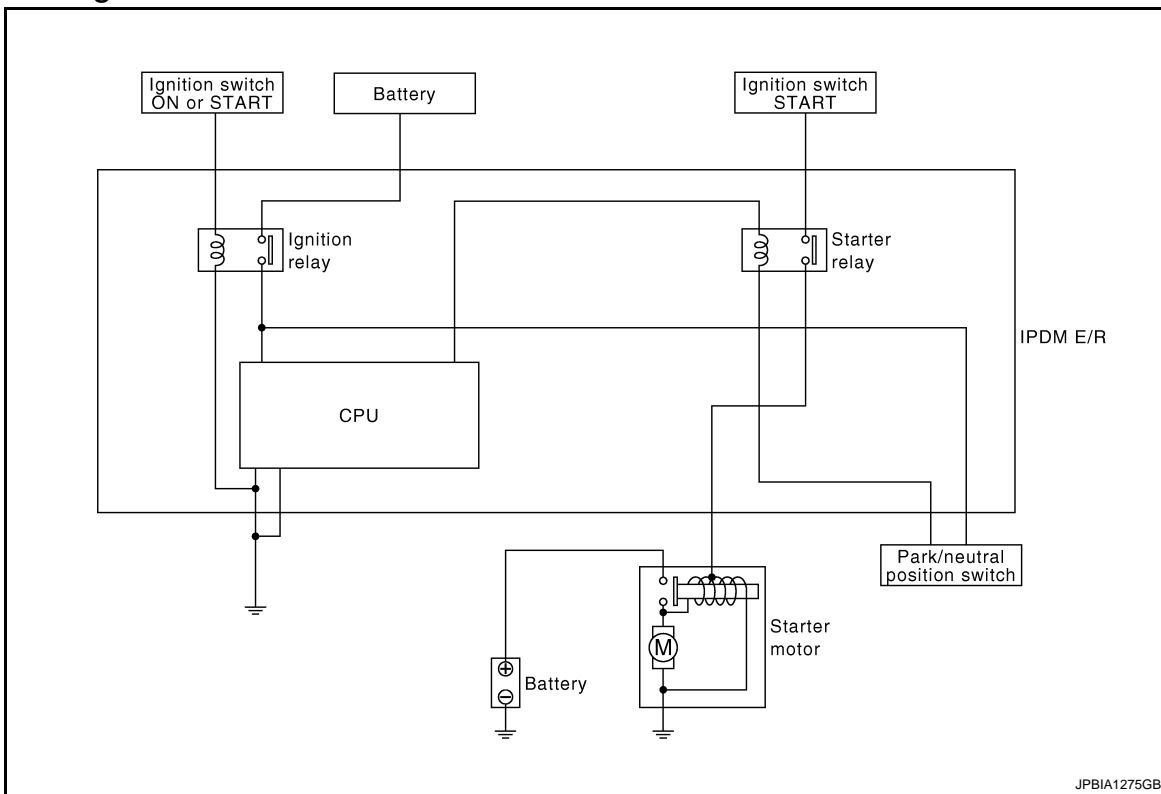 Ignition switch
ON or START
Battery
Ignition switch
START
Ignition
relay
Starter
relay
IPDM E/R
CPU
Park/neutral
position switch
Starter
motor
M
+
−
Battery
JPBIA1275GB